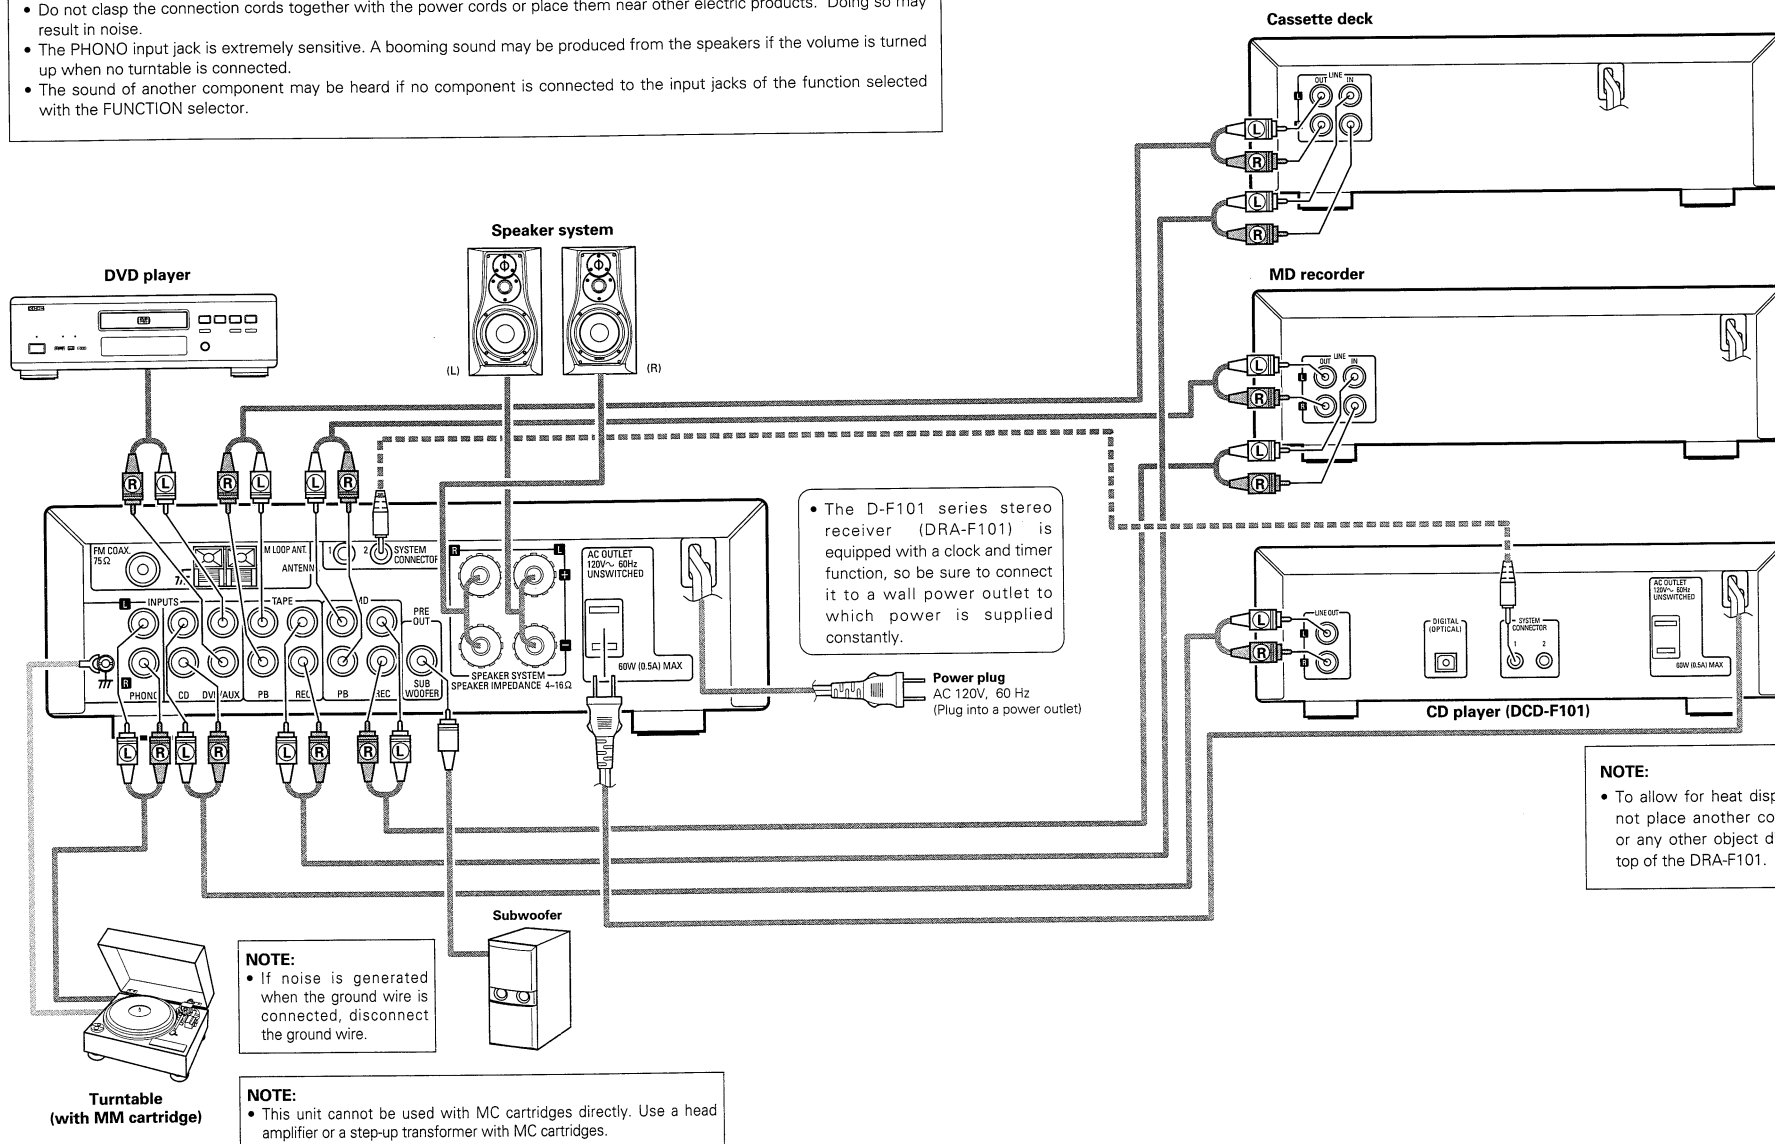 • Do not clasp the connection cords together with the power cords or place them near other electric products. Doing so may
result in noise.
• The PHONO input jack is extremely sensitive. A booming sound may be produced from the speakers if the volume is turned
up when no turntable is connected.
• The sound of another component may be heard if no component is connected to the input jacks of the function selected
with the FUNCTION selector.
Cassette deck
LINE
OUT IN
L
L
R
L
R
Speaker system
(L)
(R)
DVD player
MD recorder
LINE
OUT IN
L
R
L
R
L
R
R L
R L
L R
FM COAX.
75Ω
M LOOP ANT.
ANTENN
1 2 SYSTEM
CONNECTOR
R L
+
−
AC OUTLET
120V~ 60Hz
UNSWITCHED
60W (0.5A) MAX
L INPUTS
TAPE
MD
PRE
OUT
R
PHONO
CD
DVD/AUX
PB
REC
PB
REC
SUB
WOOFER
SPEAKER SYSTEM
SPEAKER IMPEDANCE 4~16Ω
• The D-F101 series stereo
receiver (DRA-F101) is
equipped with a clock and timer
function, so be sure to connect
it to a wall power outlet to
which power is supplied
constantly.
Power plug
AC 120V, 60 Hz
(Plug into a power outlet)
L
R
LINE OUT
L
R
DIGITAL
(OPTICAL)
SYSTEM
CONNECTOR
1 2
AC OUTLET
120V~ 60Hz
UNSWITCHED
60W (0.5A) MAX
CD player (DCD-F101)
L R
L R
L R
R L
NOTE:
• To allow for heat disp
not place another co
or any other object d
top of the DRA-F101.
Subwoofer
NOTE:
• If noise is generated
when the ground wire is
connected, disconnect
the ground wire.
Turntable
(with MM cartridge)
NOTE:
• This unit cannot be used with MC cartridges directly. Use a head
amplifier or a step-up transformer with MC cartridges.